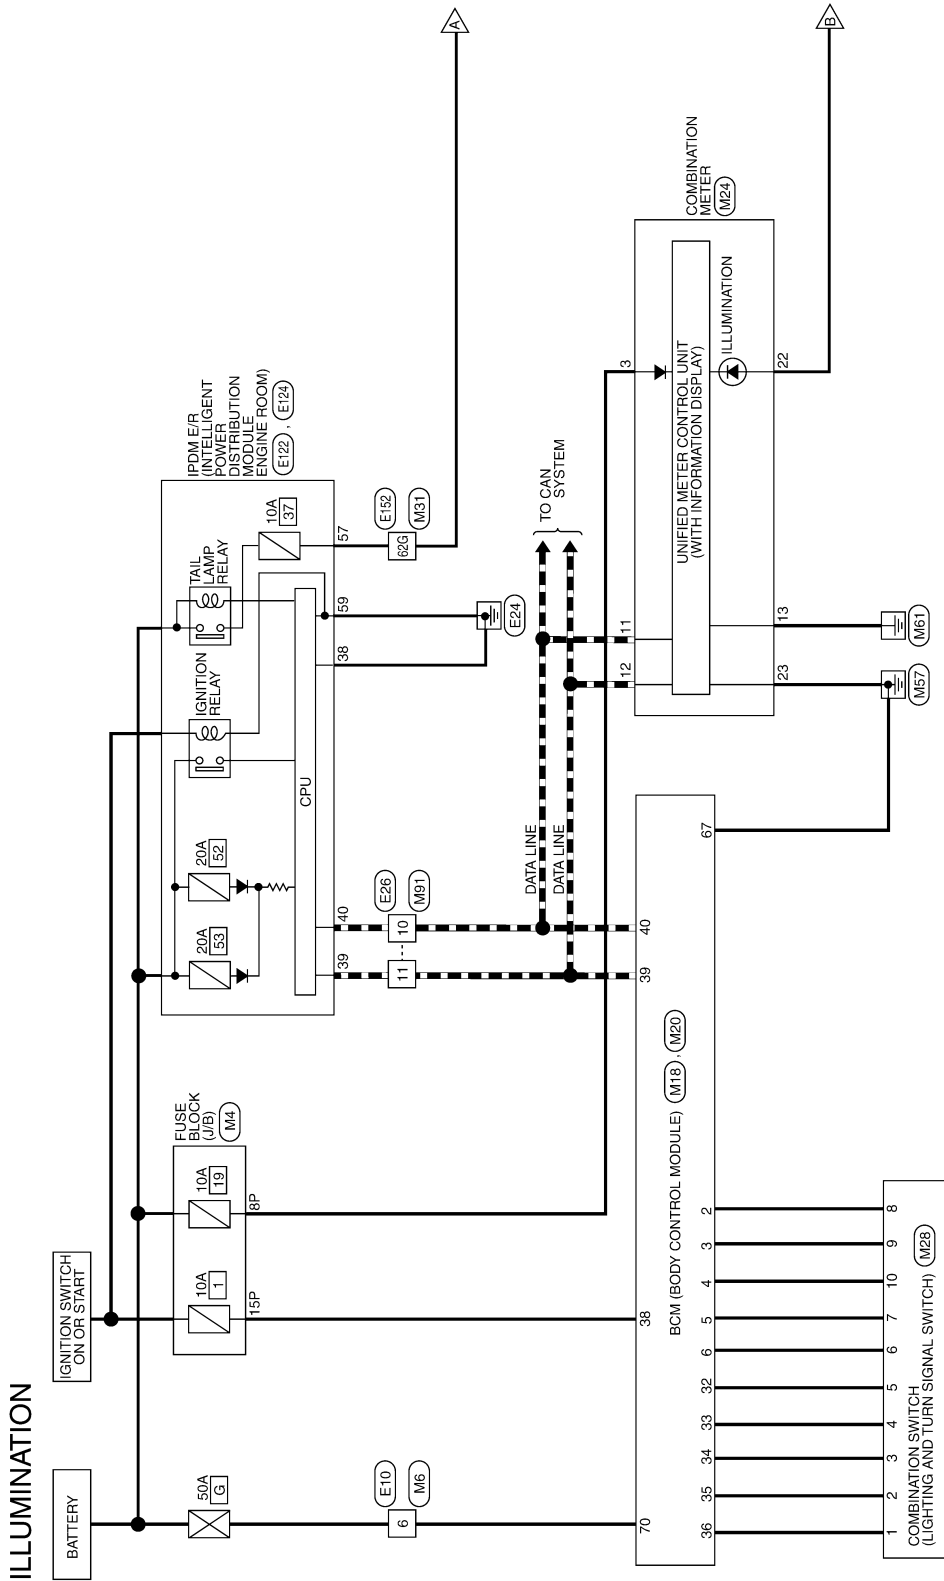 ILLUMINATION
BATTERY
IGNITION SWITCH
ON OR START
50A
G
10A
1
10A
19
FUSE
BLOCK
(J/B)
M4
15P
8P
20A
53
20A
52
IGNITION
RELAY
TAIL
LAMP
RELAY
10A
37
IPDM E/R
(INTELLIGENT
POWER
DISTRIBUTION
MODULE
ENGINE ROOM)
E122 , E124
CPU
39
40
38
59
57
6
E10
M6
11
10
E26
M91
62G
E152
M31
E24
A
DATA LINE
DATA LINE
TO CAN
SYSTEM
70
38
39
40
BCM (BODY CONTROL MODULE) M18 , M20
36
35
34
33
32
6
5
4
3
2
67
12
11
3
UNIFIED METER CONTROL UNIT
(WITH INFORMATION DISPLAY)
ILLUMINATION
COMBINATION
METER
M24
23
13
22
M57
M61
B
1
2
3
4
5
6
7
10
9
8
COMBINATION SWITCH
(LIGHTING AND TURN SIGNAL SWITCH) M28